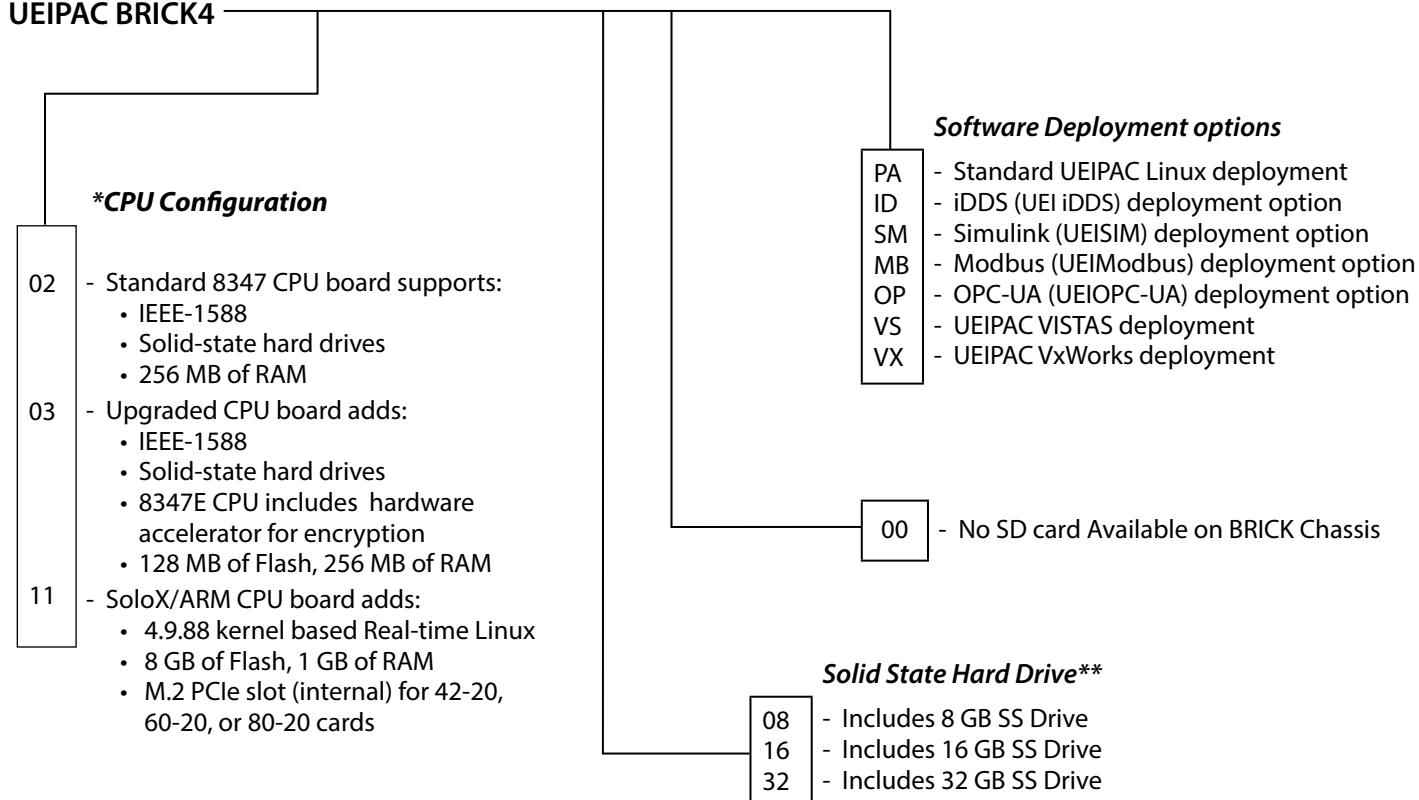 UEIPAC BRICK4
*CPU Configuration
02 - Standard 8347 CPU board supports:
• IEEE-1588
• Solid-state hard drives
• 256 MB of RAM
03 - Upgraded CPU board adds:
• IEEE-1588
• Solid-state hard drives
• 8347E CPU includes hardware
accelerator for encryption
• 128 MB of Flash, 256 MB of RAM
11 - SoloX/ARM CPU board adds:
• 4.9.88 kernel based Real-time Linux
• 8 GB of Flash, 1 GB of RAM
• M.2 PCIe slot (internal) for 42-20,
60-20, or 80-20 cards
Software Deployment options
PA - Standard UEIPAC Linux deployment
ID - iDDS (UEI iDDS) deployment option
SM - Simulink (UEISIM) deployment option
MB - Modbus (UEIModbus) deployment option
OP - OPC-UA (UEIOPC-UA) deployment option
VS - UEIPAC VISTAS deployment
VX - UEIPAC VxWorks deployment
00 - No SD card Available on BRICK Chassis
Solid State Hard Drive**
08 - Includes 8 GB SS Drive
16 - Includes 16 GB SS Drive
32 - Includes 32 GB SS Drive